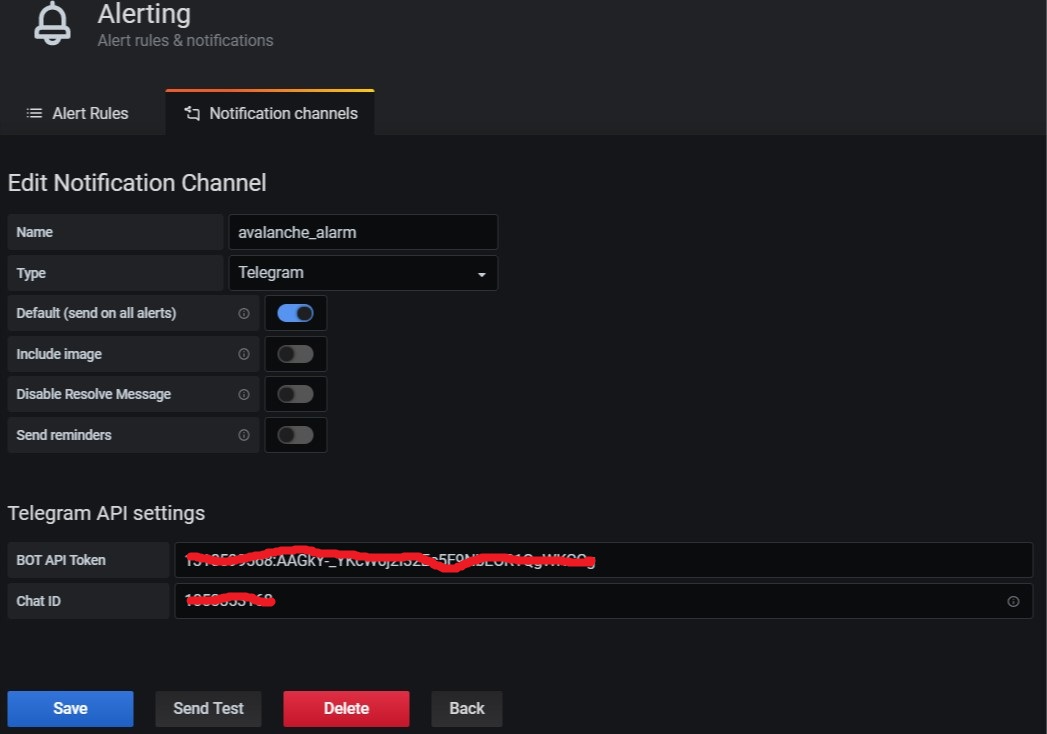 Alerting
Alert rules & notifications
Alert Rules
Notification channels
Edit Notification Channel
Name
avalanche_alarm
Type
Telegram
Default (send on all alerts)
Include image
Disable Resolve Message
Send reminders
Telegram API settings
BOT API Token
Chat ID
Save
Send Test
Delete
Back